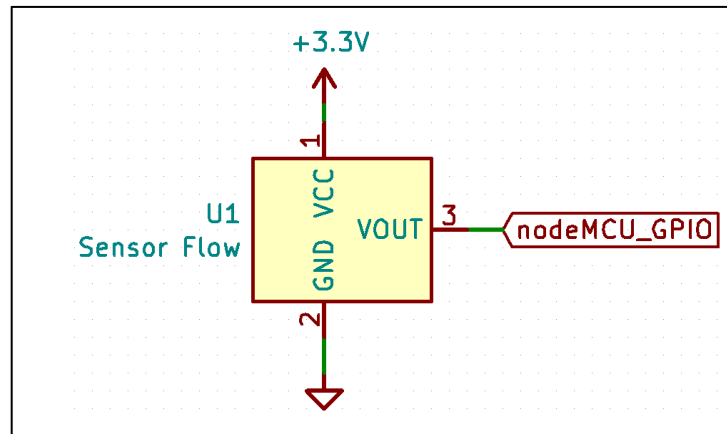 +3.3V
1
VCC
U1
Sensor Flow
VOUT
3
nodeMCU_GPIO
GND
2